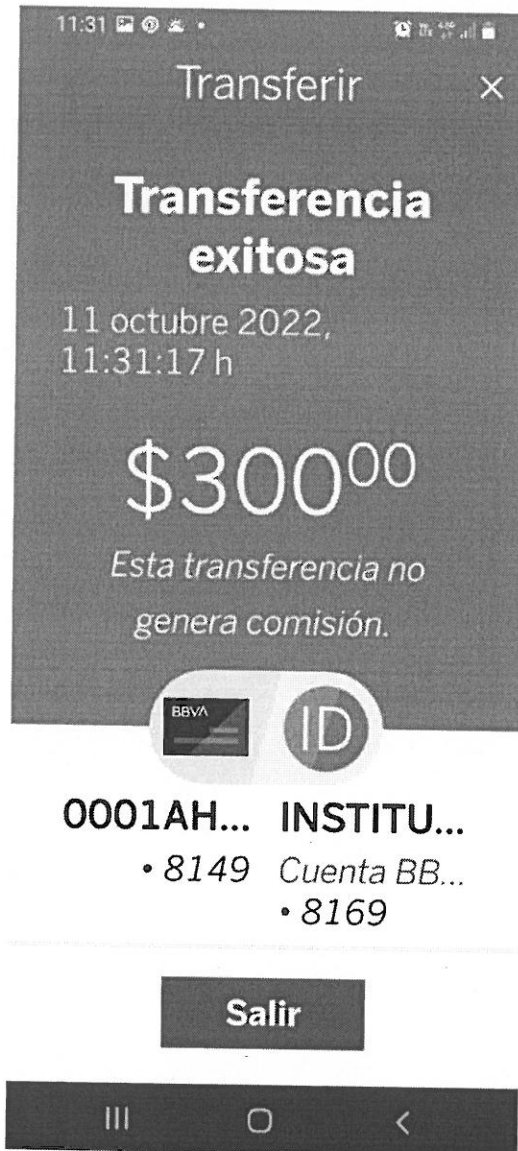 11:31
Transferir
Transferencia
exitosa
11 octubre 2022,
11:31:17 h
$300⁰⁰
Esta transferencia no
genera comisión.
BBVA ID
0001AH... INSTITU...
• 8149 Cuenta BB...
• 8169
Salir